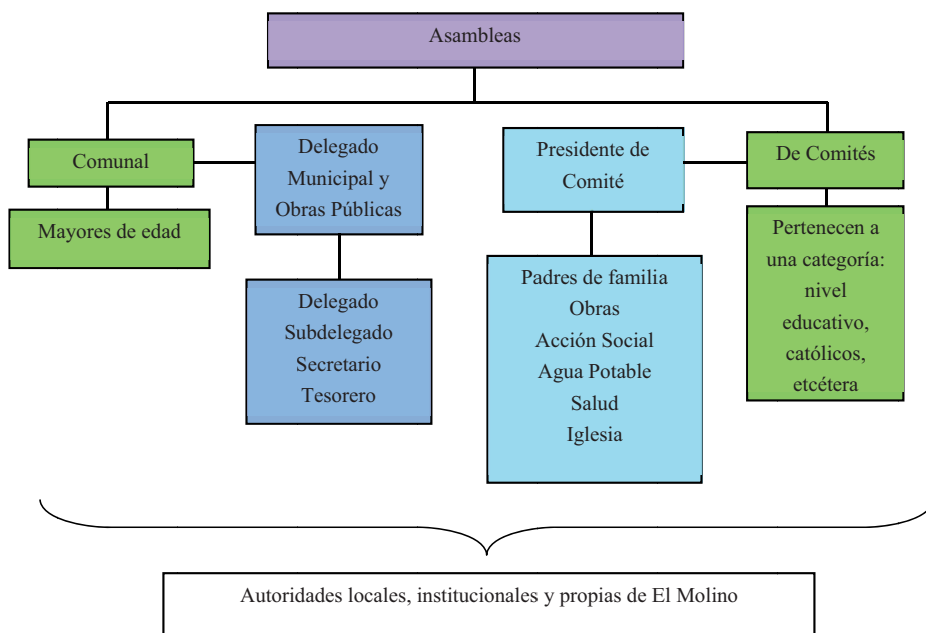 Asambleas
Comunal
Mayores de edad
Delegado
Municipal y
Obras Públicas
Delegado
Subdelegado
Secretario
Tesorero
Presidente de
Comité
Padres de familia
Obras
Acción Social
Agua Potable
Salud
Iglesia
De Comités
Pertenecen a
una categoría:
nivel
educativo,
católicos,
etcétera
Autoridades locales, institucionales y propias de El Molino